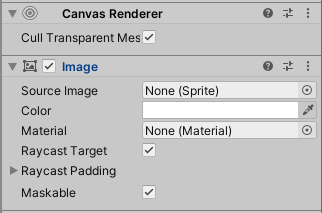 Canvas Renderer
Cull Transparent Mes
Image
Source Image None (Sprite)
Color
Material None (Material)
Raycast Target
Raycast Padding
Maskable